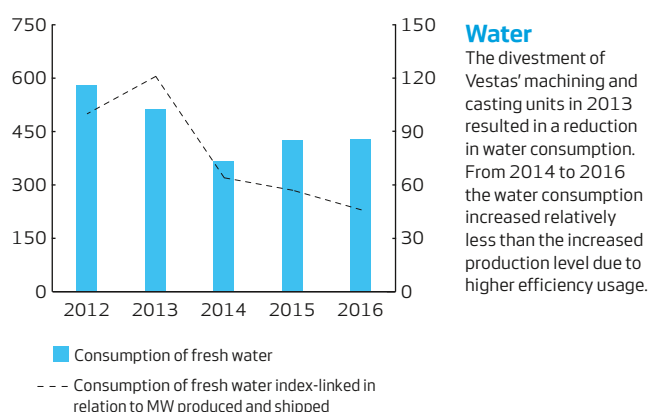 750
600
450
300
150
0
150
120
90
60
30
0
2012 2013 2014 2015 2016
Consumption of fresh water
Consumption of fresh water index-linked in
relation to MW produced and shipped
Water
The divestment of
Vestas' machining and
casting units in 2013
resulted in a reduction
in water consumption.
From 2014 to 2016
the water consumption
increased relatively
less than the increased
production level due to
higher efficiency usage.